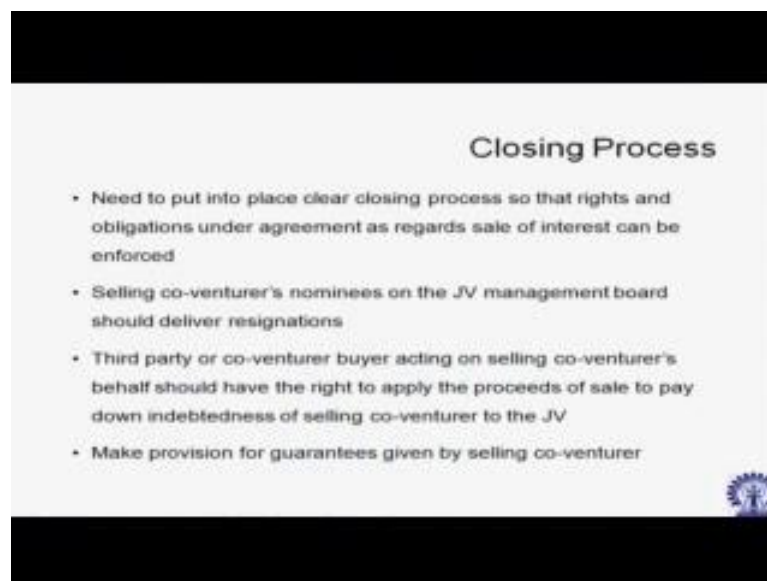 Closing Process
• Need to put into place clear closing process so that rights and
obligations under agreement as regards sale of interest can be
enforced
• Selling co-venturer's nominees on the JV management board
should deliver resignations
• Third party or co-venturer buyer acting on selling co-venturer's
behalf should have the right to apply the proceeds of sale to pay
down indebtedness of selling co-venturer to the JV
• Make provision for guarantees given by selling co-venturer